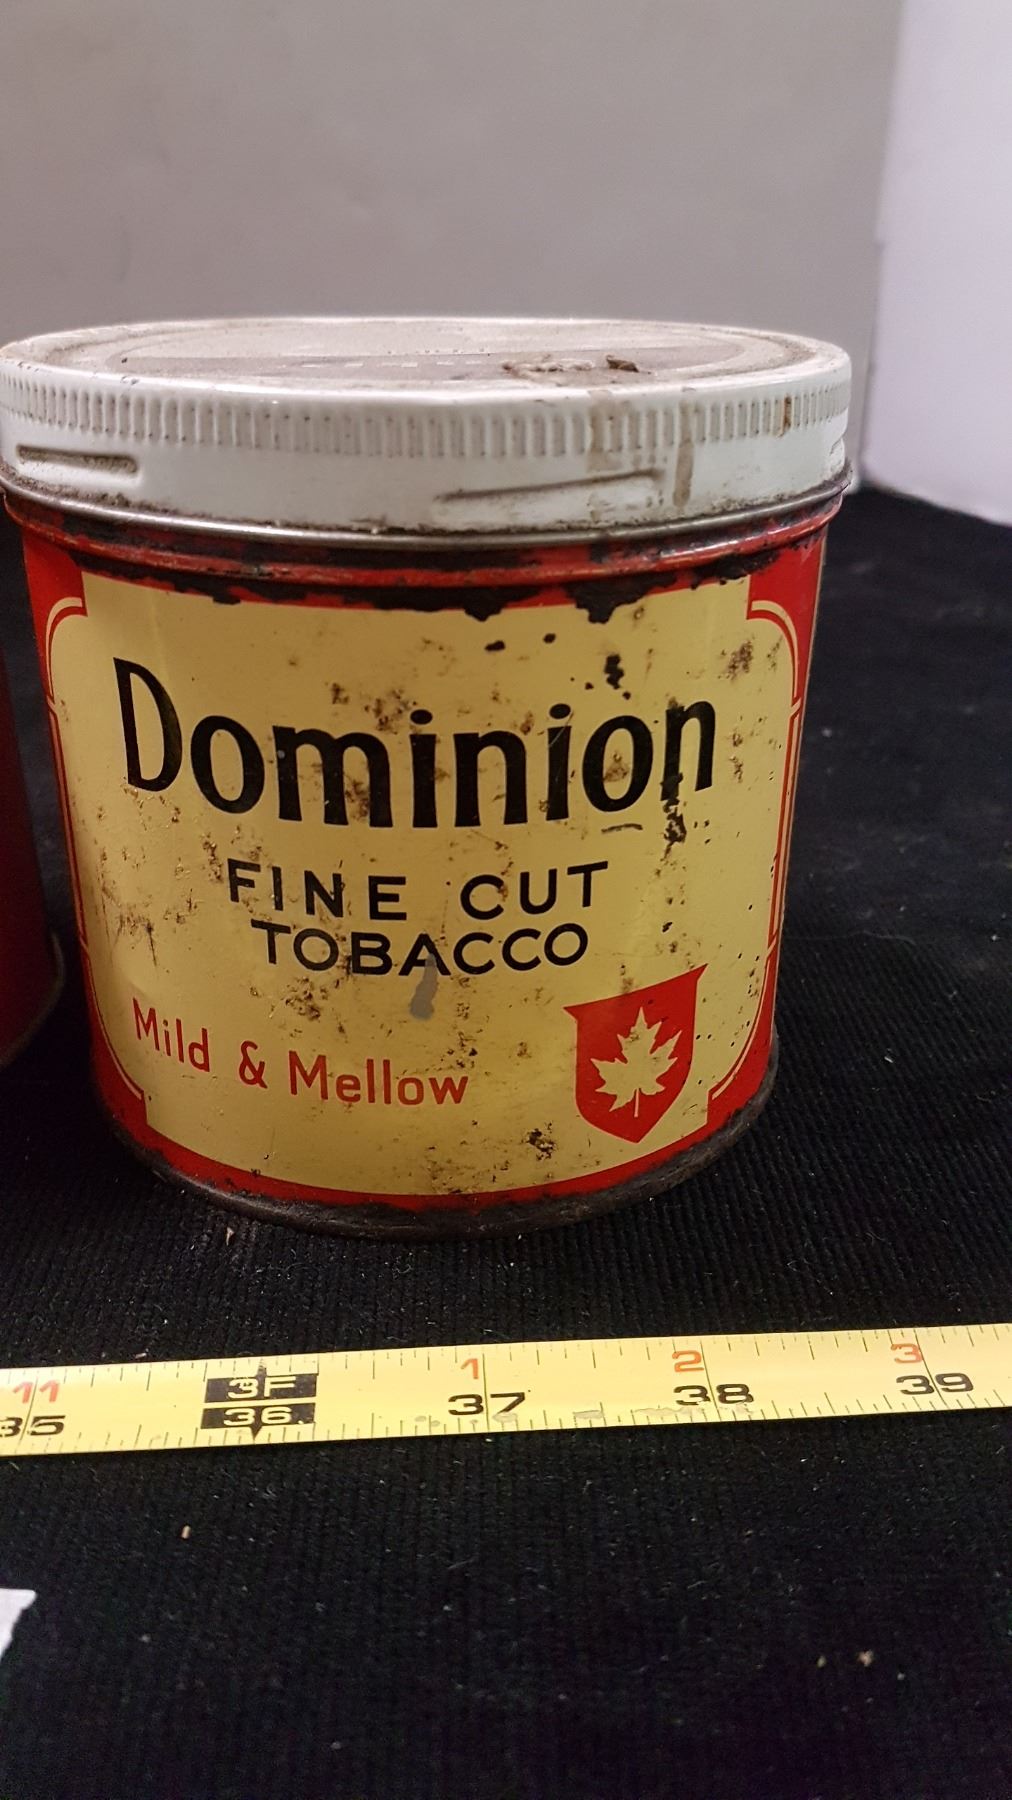 Dominion
FINE CUT
TOBACCO
Mild & Mellow
11 3F 1 2 3
35 36 37 38 39